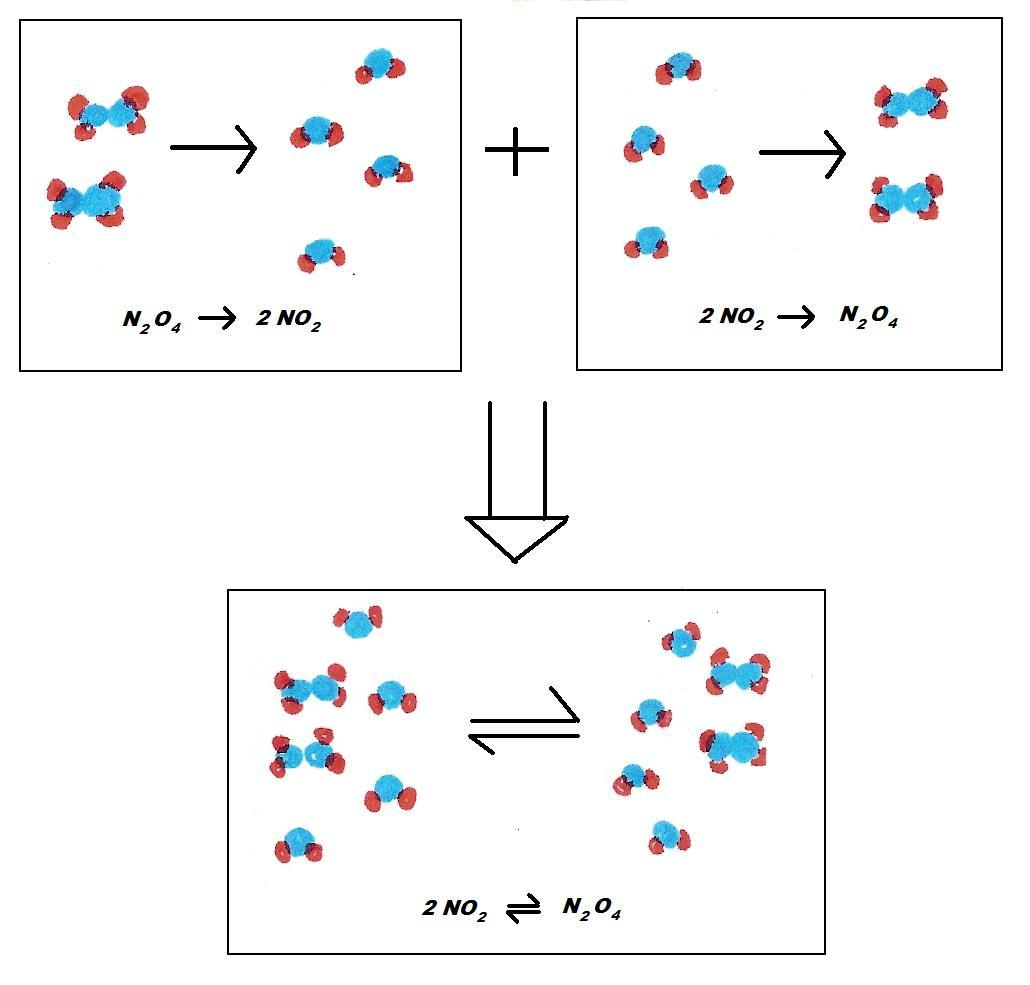 N₂O₄ → 2 NO₂
+
2 NO₂ → N₂O₄
2 NO₂ ⇌ N₂O₄